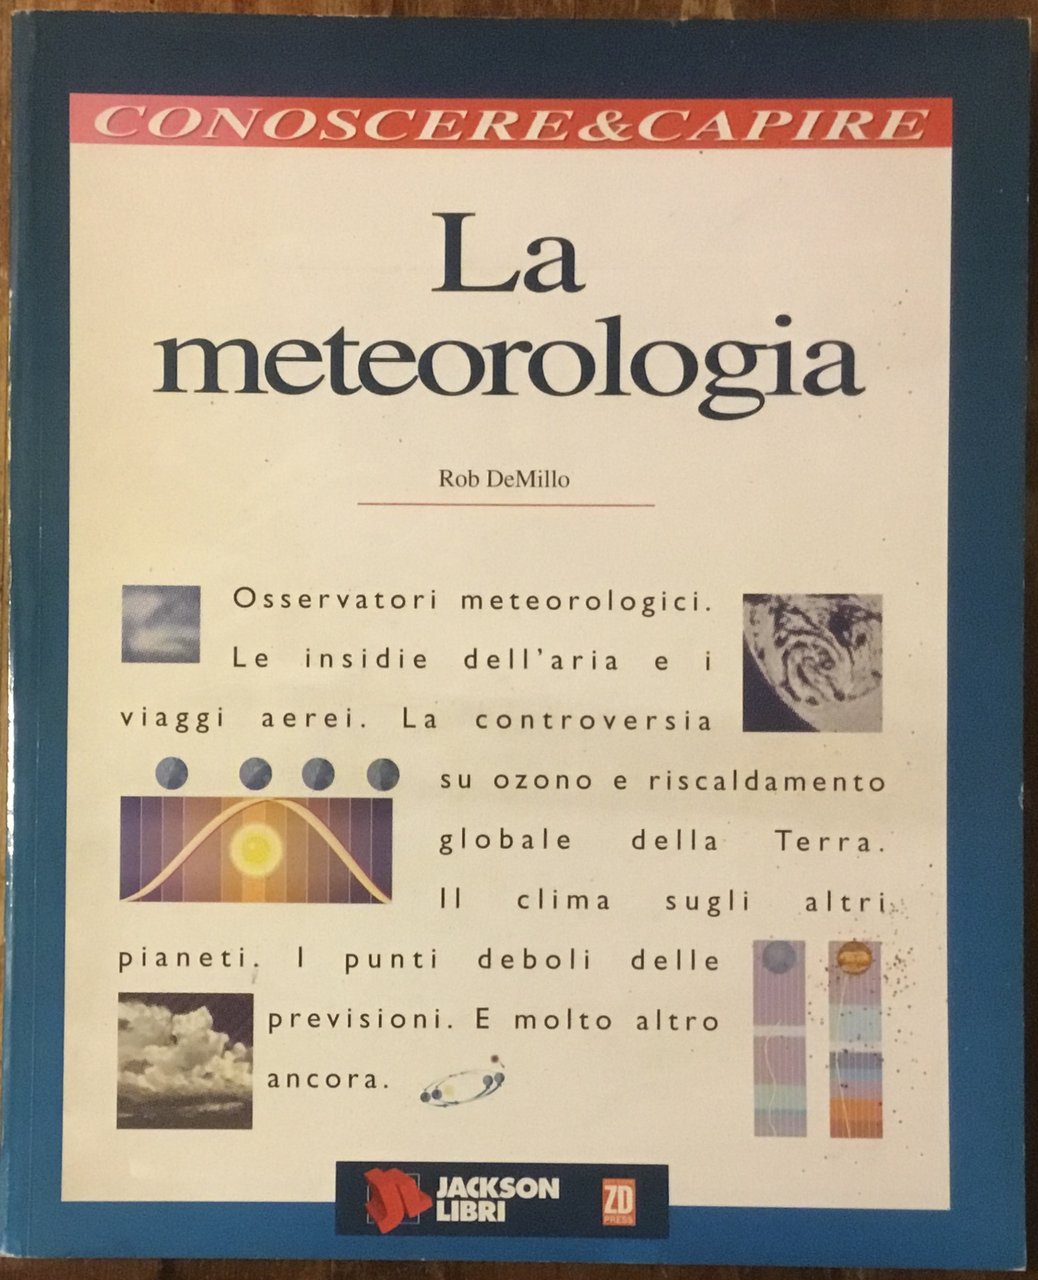 CONOSCERE&CAPIRE
La
meteorologia
Rob DeMillo
Osservatori meteorologici.
Le insidie dell'aria e i
viaggi aerei. La controversia
su ozono e riscaldamento
globale della Terra.
Il clima sugli altri
pianeti. I punti deboli delle
previsioni. E molto altro
ancora.
JACKSON
LIBRI
ZD
PRESS